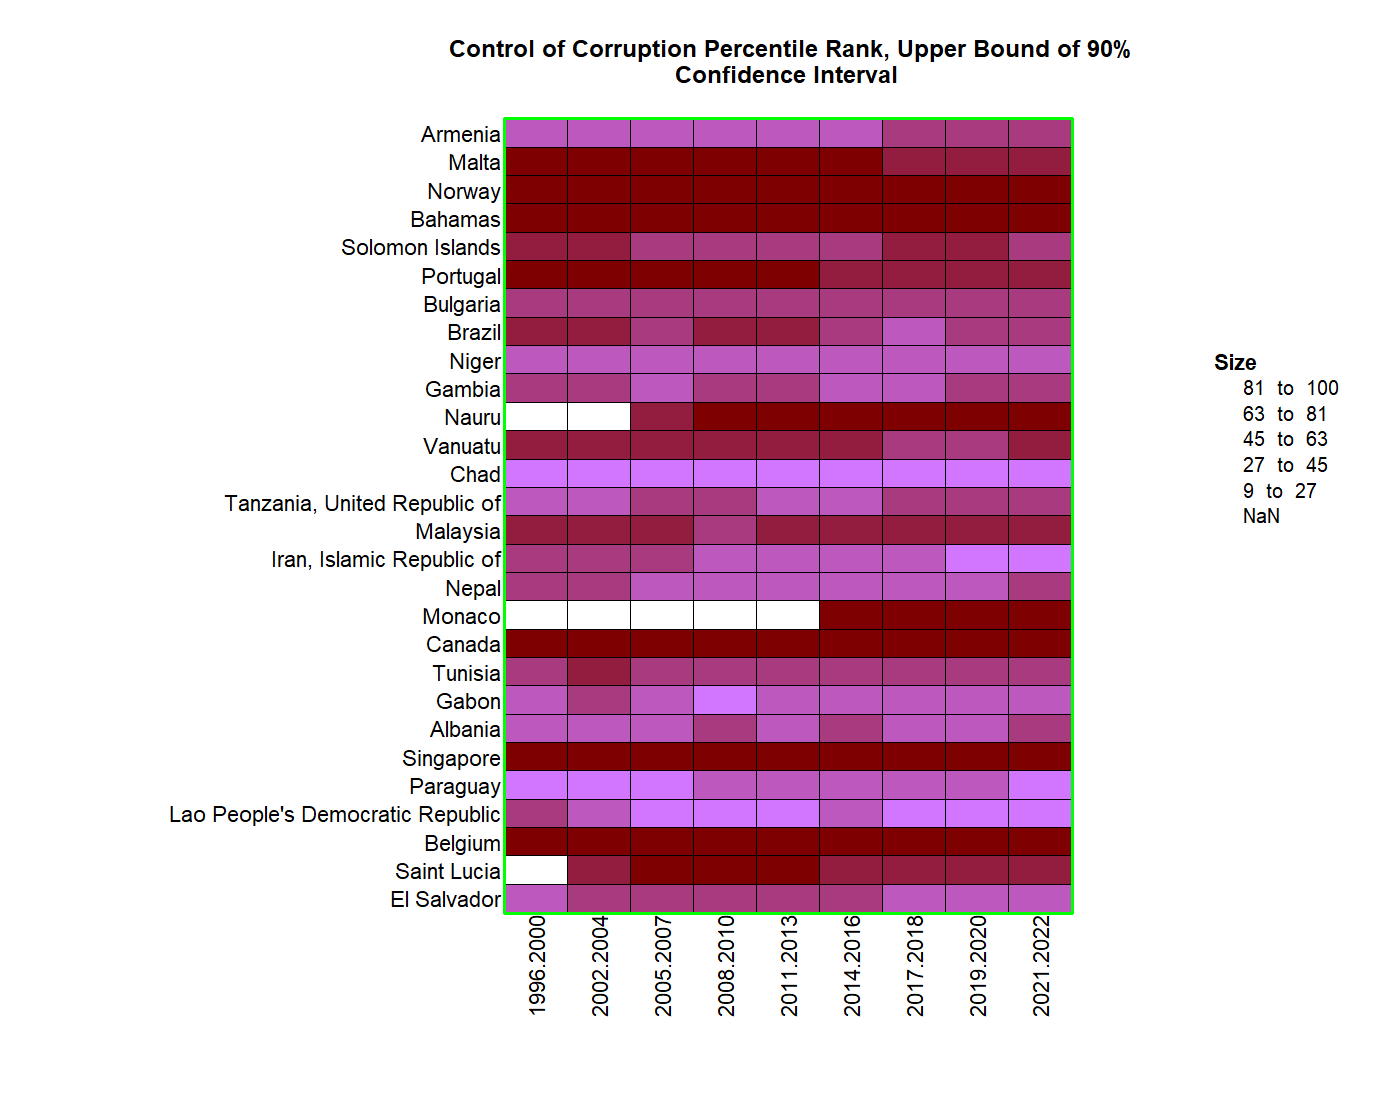 Control of Corruption Percentile Rank, Upper Bound of 90%
Confidence Interval
Armenia
Malta
Norway
Bahamas
Solomon Islands
Portugal
Bulgaria
Brazil
Niger
Gambia
Nauru
Vanuatu
Chad
Tanzania, United Republic of
Malaysia
Iran, Islamic Republic of
Nepal
Monaco
Canada
Tunisia
Gabon
Albania
Singapore
Paraguay
Lao People's Democratic Republic
Belgium
Saint Lucia
El Salvador
1996.2000
2002.2004
2005.2007
2008.2010
2011.2013
2014.2016
2017.2018
2019.2020
2021.2022
Size
81 to 100
63 to 81
45 to 63
27 to 45
9 to 27
NaN